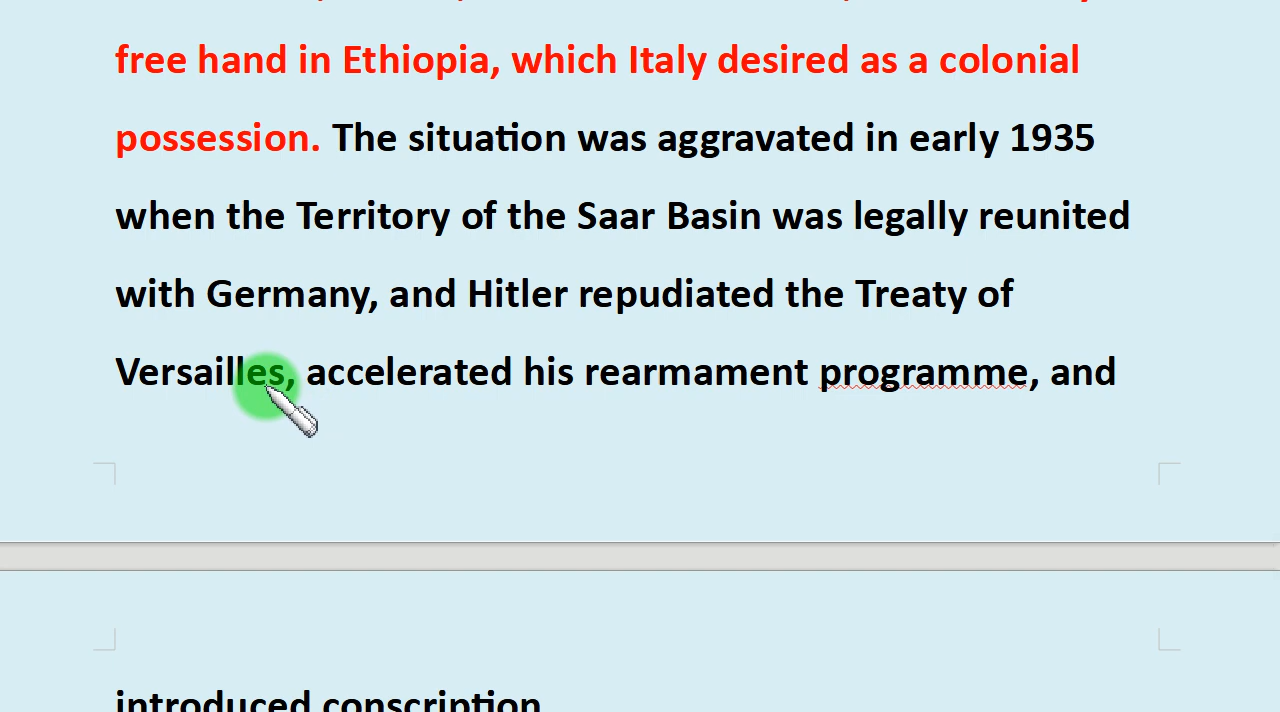 free hand in Ethiopia, which Italy desired as a colonial
possession. The situation was aggravated in early 1935
when the Territory of the Saar Basin was legally reunited
with Germany, and Hitler repudiated the Treaty of
Versailles, accelerated his rearmament programme, and
introduced conscription